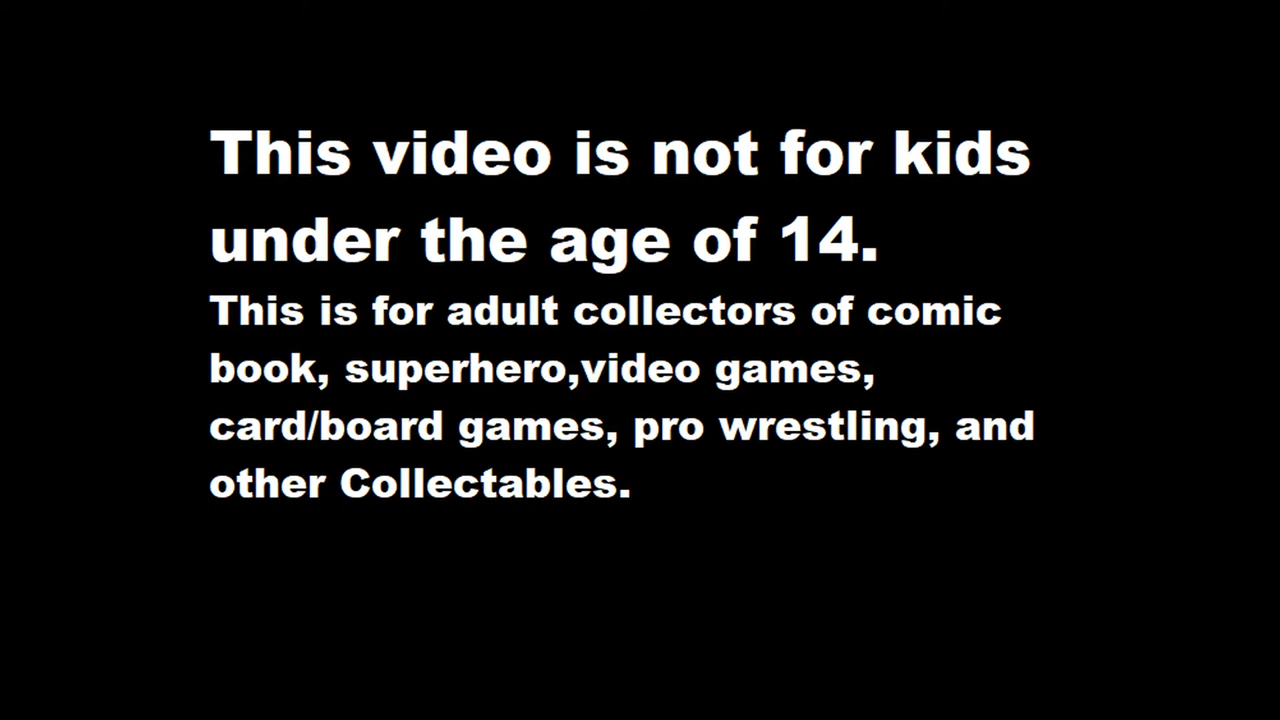 This video is not for kids
under the age of 14.
This is for adult collectors of comic
book, superhero,video games,
card/board games, pro wrestling, and
other Collectables.